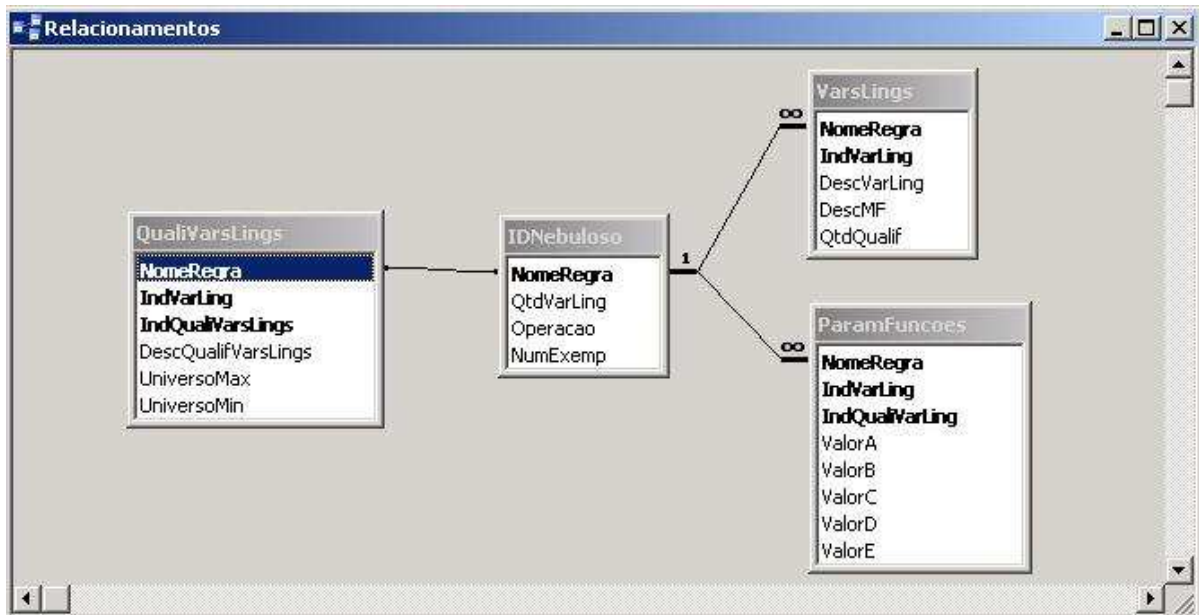 Relacionamentos
QualiVarsLings
NomeRegra
IndVarLing
IndQualiVarsLings
DescQualifVarsLings
UniversoMax
UniversoMin
IDNebuloso
NomeRegra
QtdVarLing
Operacao
NumExemp
1
∞
∞
VarsLings
NomeRegra
IndVarLing
DescVarLing
DescMF
QtdQualif
ParamFuncoes
NomeRegra
IndVarLing
IndQualiVarLing
ValorA
ValorB
ValorC
ValorD
ValorE